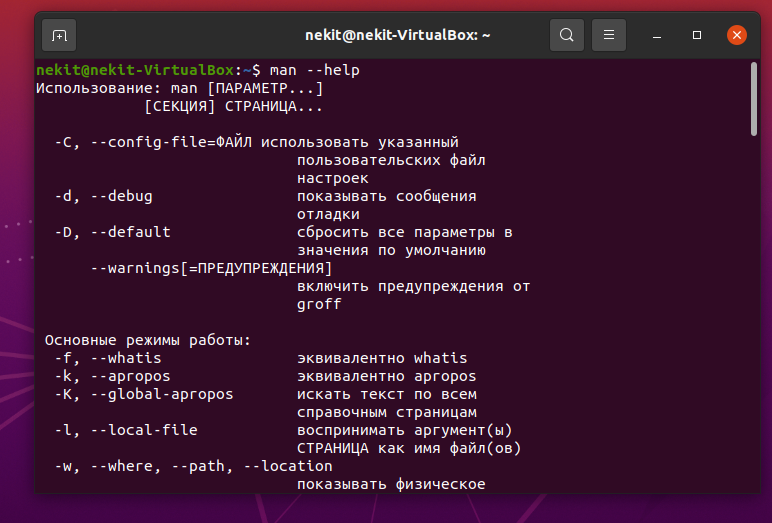 nekit@nekit-VirtualBox: ~
nekit@nekit-VirtualBox:~$ man --help
Использование: man [ПАРАМЕТР...]
[СЕКЦИЯ] СТРАНИЦА...
-C, --config-file=ФАЙЛ использовать указанный
пользовательских файл
настроек
-d, --debug показывать сообщения
отладки
-D, --default сбросить все параметры в
значения по умолчанию
--warnings[=ПРЕДУПРЕЖДЕНИЯ]
включить предупреждения от
groff
Основные режимы работы:
-f, --whatis эквивалентно whatis
-k, --apropos эквивалентно apropos
-K, --global-apropos искать текст по всем
справочным страницам
-l, --local-file воспринимать аргумент(ы)
СТРАНИЦА как имя файл(ов)
-w, --where, --path, --location
показывать физическое